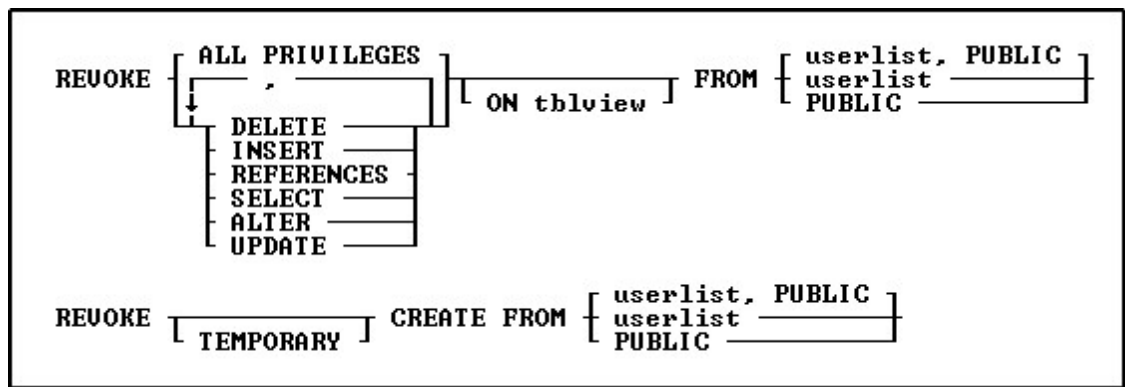 ALL PRIVILEGES userlist, PUBLIC
REVOKE , FROM userlist
ON tblview PUBLIC
DELETE
INSERT
REFERENCES
SELECT
ALTER
UPDATE
userlist, PUBLIC
REVOKE CREATE FROM userlist
TEMPORARY PUBLIC